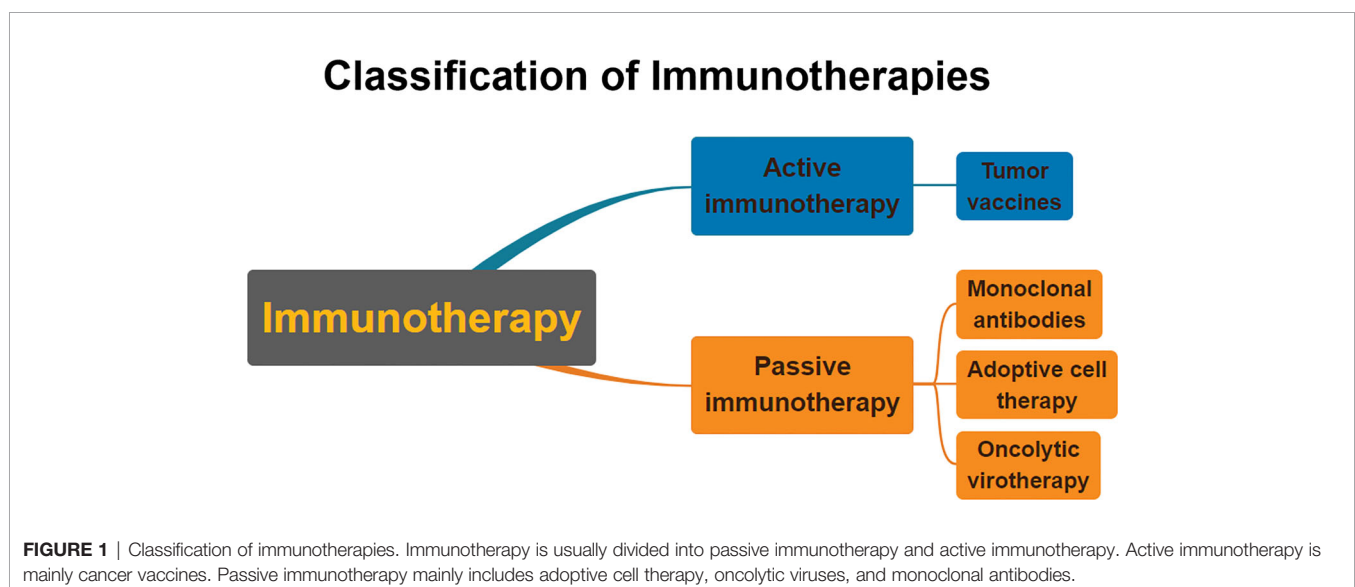 Classification of Immunotherapies
Active
immunotherapy
Tumor
vaccines
Immunotherapy
Monoclonal
antibodies
Passive
immunotherapy
Adoptive cell
therapy
Oncolytic
virotherapy
FIGURE 1 | Classification of immunotherapies. Immunotherapy is usually divided into passive immunotherapy and active immunotherapy. Active immunotherapy is
mainly cancer vaccines. Passive immunotherapy mainly includes adoptive cell therapy, oncolytic viruses, and monoclonal antibodies.